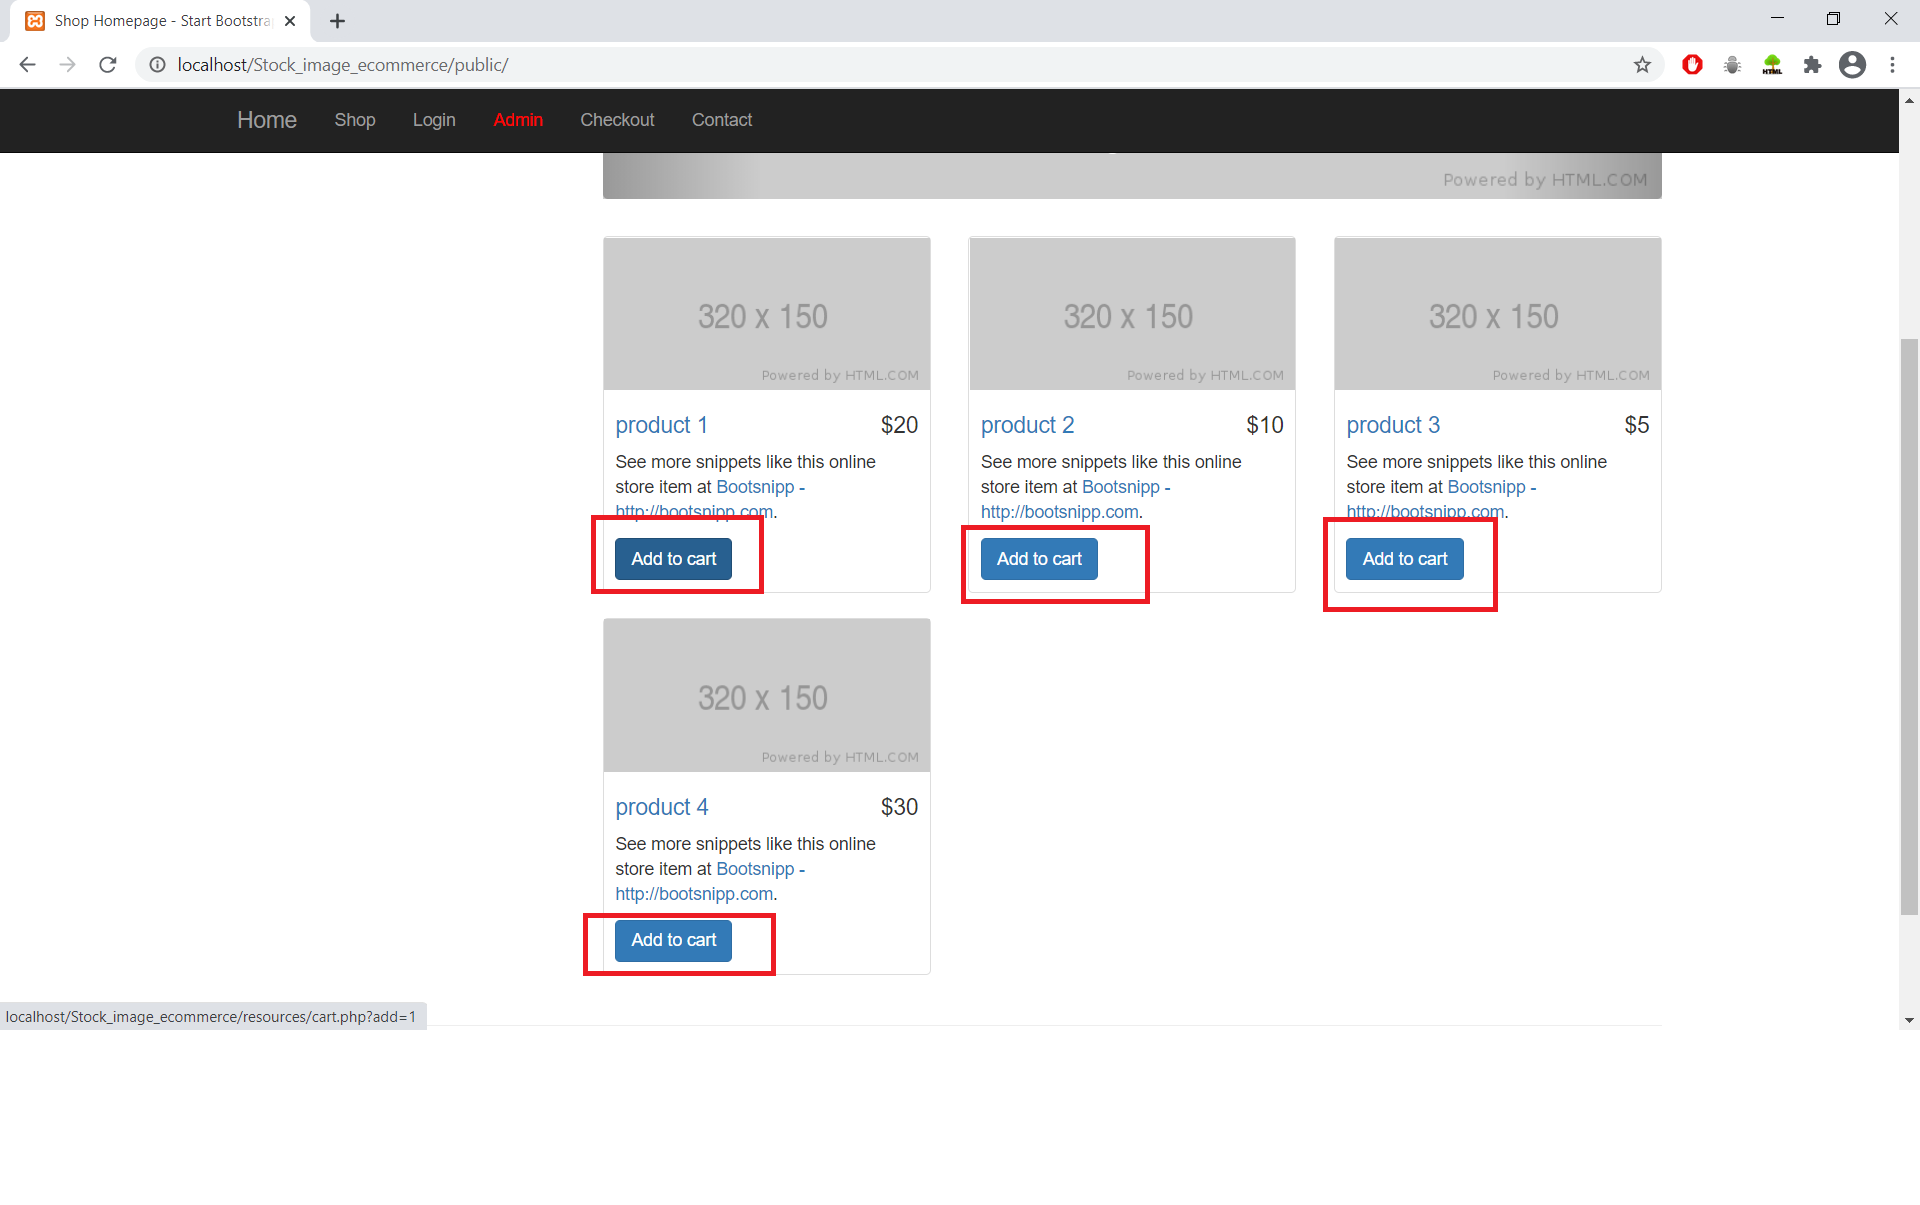 Shop Homepage - Start Bootstra
localhost/Stock_image_ecommerce/public/
HTML
Home Shop Login Admin Checkout Contact
Powered by HTML.COM
320 x 150
Powered by HTML.COM
product 1 $20
See more snippets like this online
store item at Bootsnipp -
http://bootsnipp.com.
Add to cart
320 x 150
Powered by HTML.COM
product 2 $10
See more snippets like this online
store item at Bootsnipp -
http://bootsnipp.com.
Add to cart
320 x 150
Powered by HTML.COM
product 3 $5
See more snippets like this online
store item at Bootsnipp -
http://bootsnipp.com.
Add to cart
320 x 150
Powered by HTML.COM
product 4 $30
See more snippets like this online
store item at Bootsnipp -
http://bootsnipp.com.
Add to cart
localhost/Stock_image_ecommerce/resources/cart.php?add=1